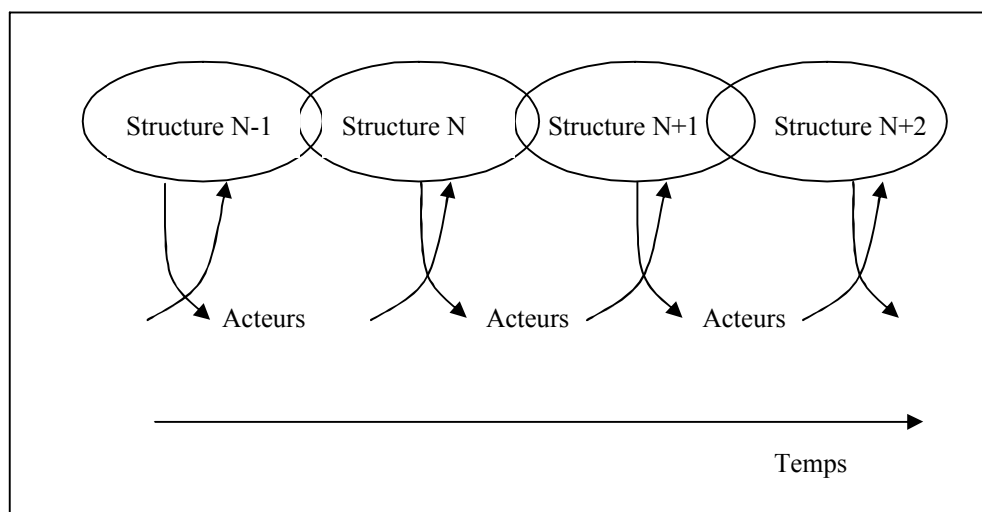 Structure N-1 Structure N Structure N+1 Structure N+2
Acteurs Acteurs Acteurs
Temps